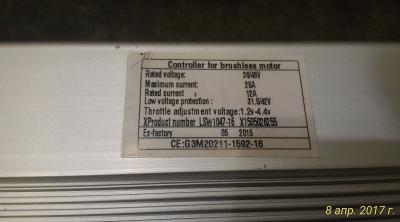 Controller for brushless motor
Rated voltage: 36/48V
Maximum current: 25A
Rated current : 12A
Low voltage protection : 31.5/42V
Throttle adjustment voltage:1.2v-4.4v
XProduct number LSW1047-16 X1505026255
Ex-factory 05 2015
CE:G3M20211-1592-16
8 апр. 2017 г.